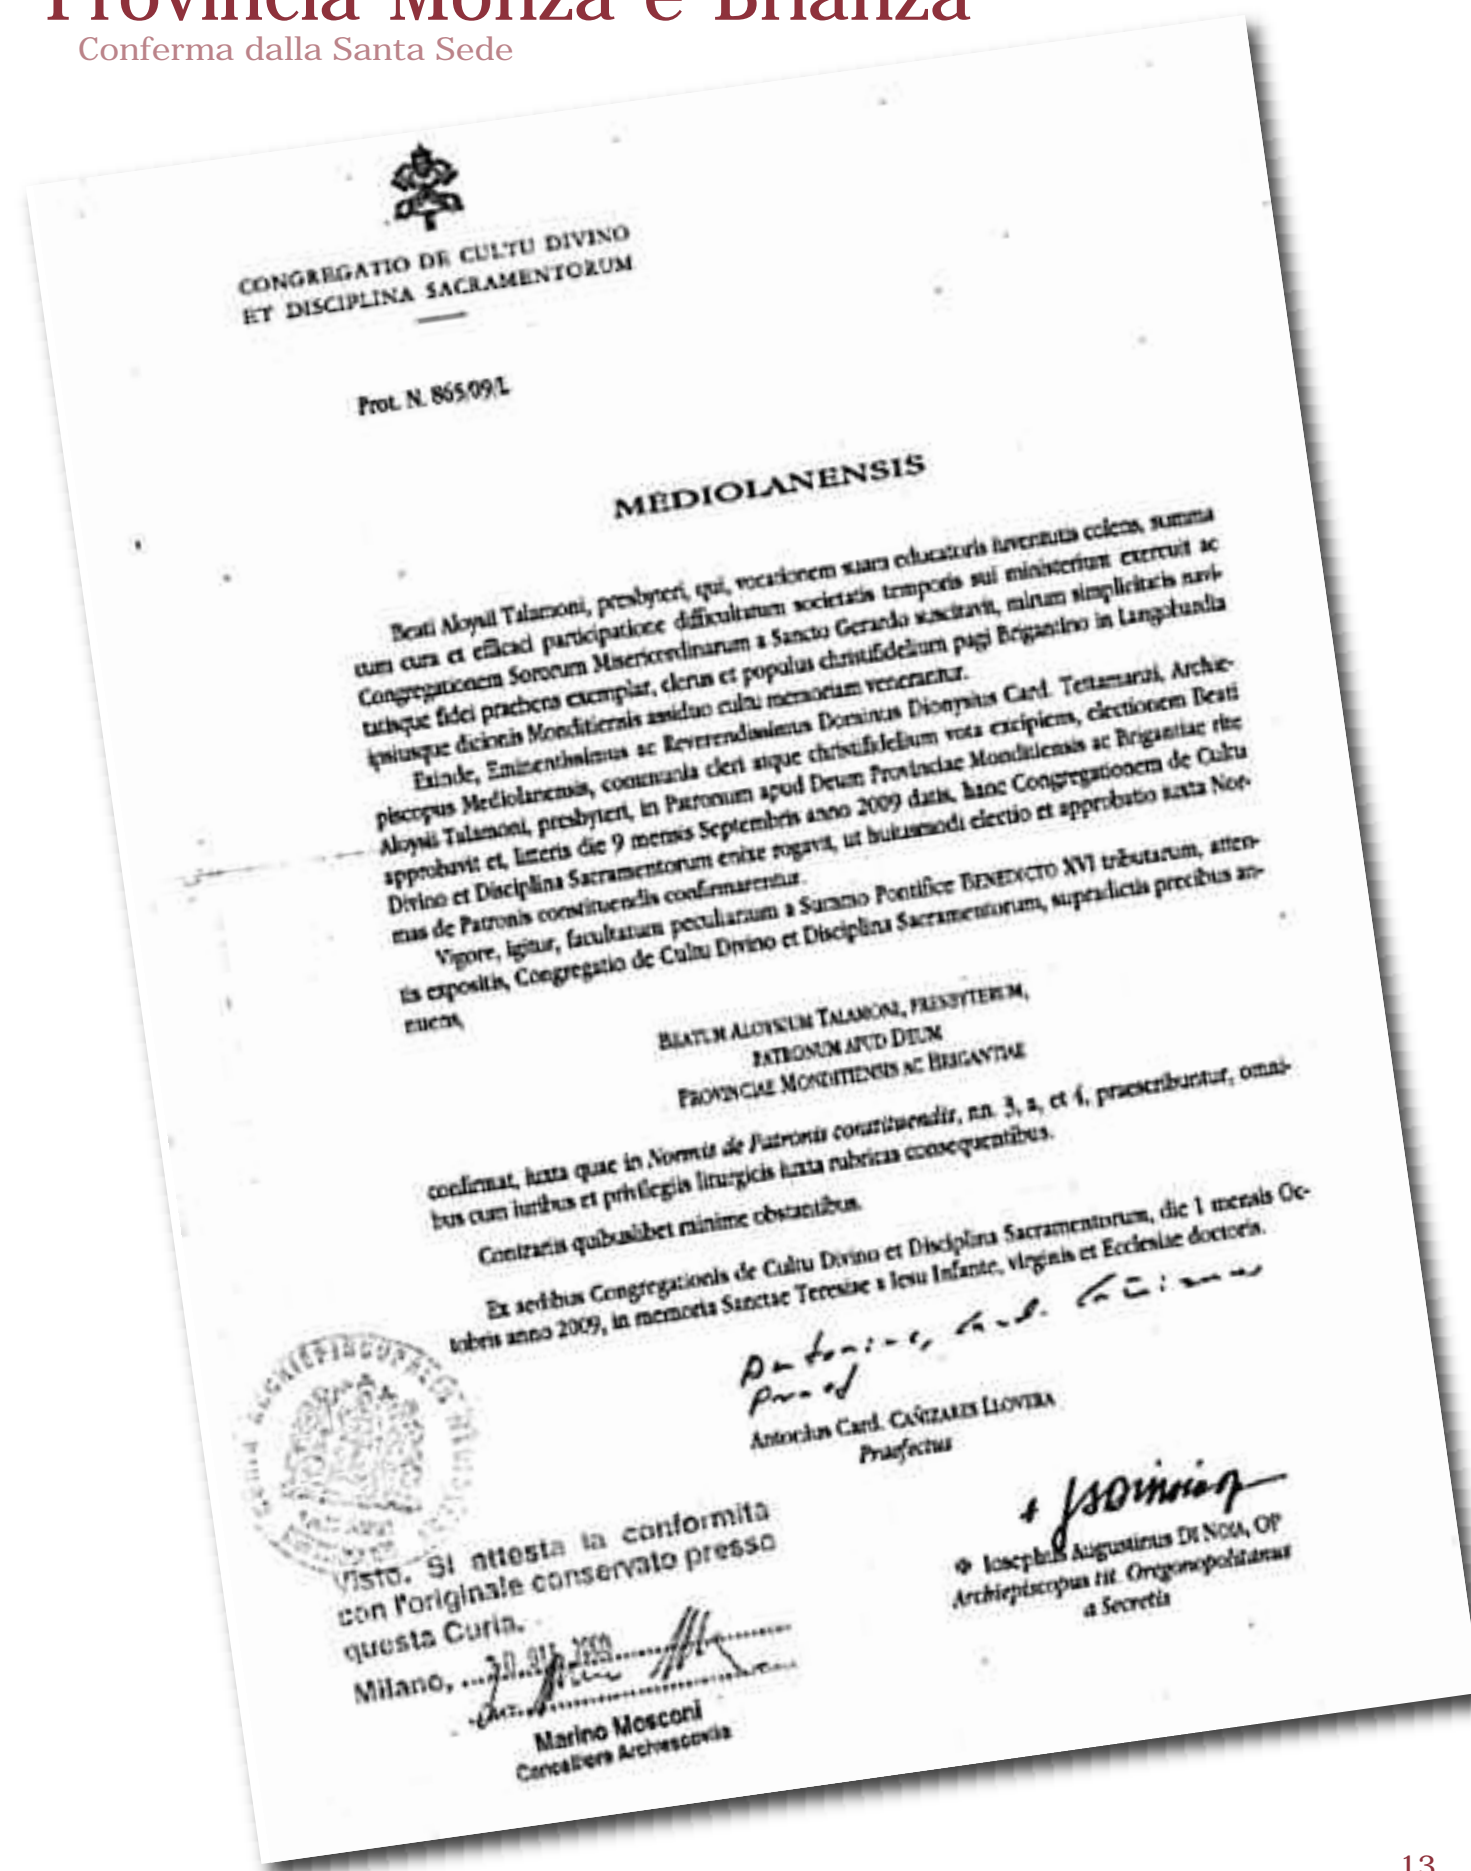 Provincia Monza e Brianza
Conferma dalla Santa Sede
CONGREGATIO DE CULTU DIVINO
ET DISCIPLINA SACRAMENTORUM
Prot. N. 865/09/L
MEDIOLANENSIS
Beati Aloysii Talamoni, presbyteri, qui, vocationem suam educatoris iuventutis colens, summa
cum cura et efficaci participatione difficultatum societatis temporis sui ministerium exercuit ac
Congregationem Sororum Misericordinarum a Sancto Gerardo suscitavit, mirum simplicitatis navi-
tatisque fidei praebens exemplar, clerus et populus christifidelium pagi Brigantino in Langobardia
ipsiusque dicionis Monditiensis assiduo cultu memoriam venerantur.
Exinde, Eminentissimus ac Reverendissimus Dominus Dionysius Card. Tettamanzi, Archie-
piscopus Mediolanensis, communia cleri atque christifidelium vota excipiens, electionem Beati
Aloysii Talamoni, presbyteri, in Patronum apud Deum Provinciae Monditiensis ac Brigantiae rite
approbavit et, litteris die 9 mensis Septembris anno 2009 datis, hanc Congregationem de Cultu
Divino et Disciplina Sacramentorum enixe rogavit, ut huiusmodi electio et approbatio iuxta Nor-
mas de Patronis constituendis confirmarentur.
Vigore, igitur, facultatum peculiarium a Summo Pontifice BENEDICTO XVI tributarum, atten-
tis expositis, Congregatio de Cultu Divino et Disciplina Sacramentorum, supradictis precibus an-
nuens,
BEATUM ALOYSIUM TALAMONI, PRESBYTERUM,
PATRONUM APUD DEUM
PROVINCIAE MONDITIENSIS AC BRIGANTIAE
confirmat, iuxta quae in Normis de Patronis constituendis, nn. 3, a, et 4, praescribuntur, omni-
bus cum iuribus et privilegiis liturgicis iuxta rubricas consequentibus.
Contrariis quibuslibet minime obstantibus.
Ex aedibus Congregationis de Cultu Divino et Disciplina Sacramentorum, die 1 mensis Oc-
tobris anno 2009, in memoria Sanctae Teresiae a Iesu Infante, virginis et Ecclesiae doctoris.
Antonius Card. CAÑIZARES LLOVERA
Praefectus
Iosephus Augustinus DI NOIA, OP
Archiepiscopus tit. Oregonopolitanus
a Secretis
Visto. Si attesta la conformità
con l'originale conservato presso
questa Curia.
Milano,
Marino Mosconi
Cancelliere Arcivescovile
13